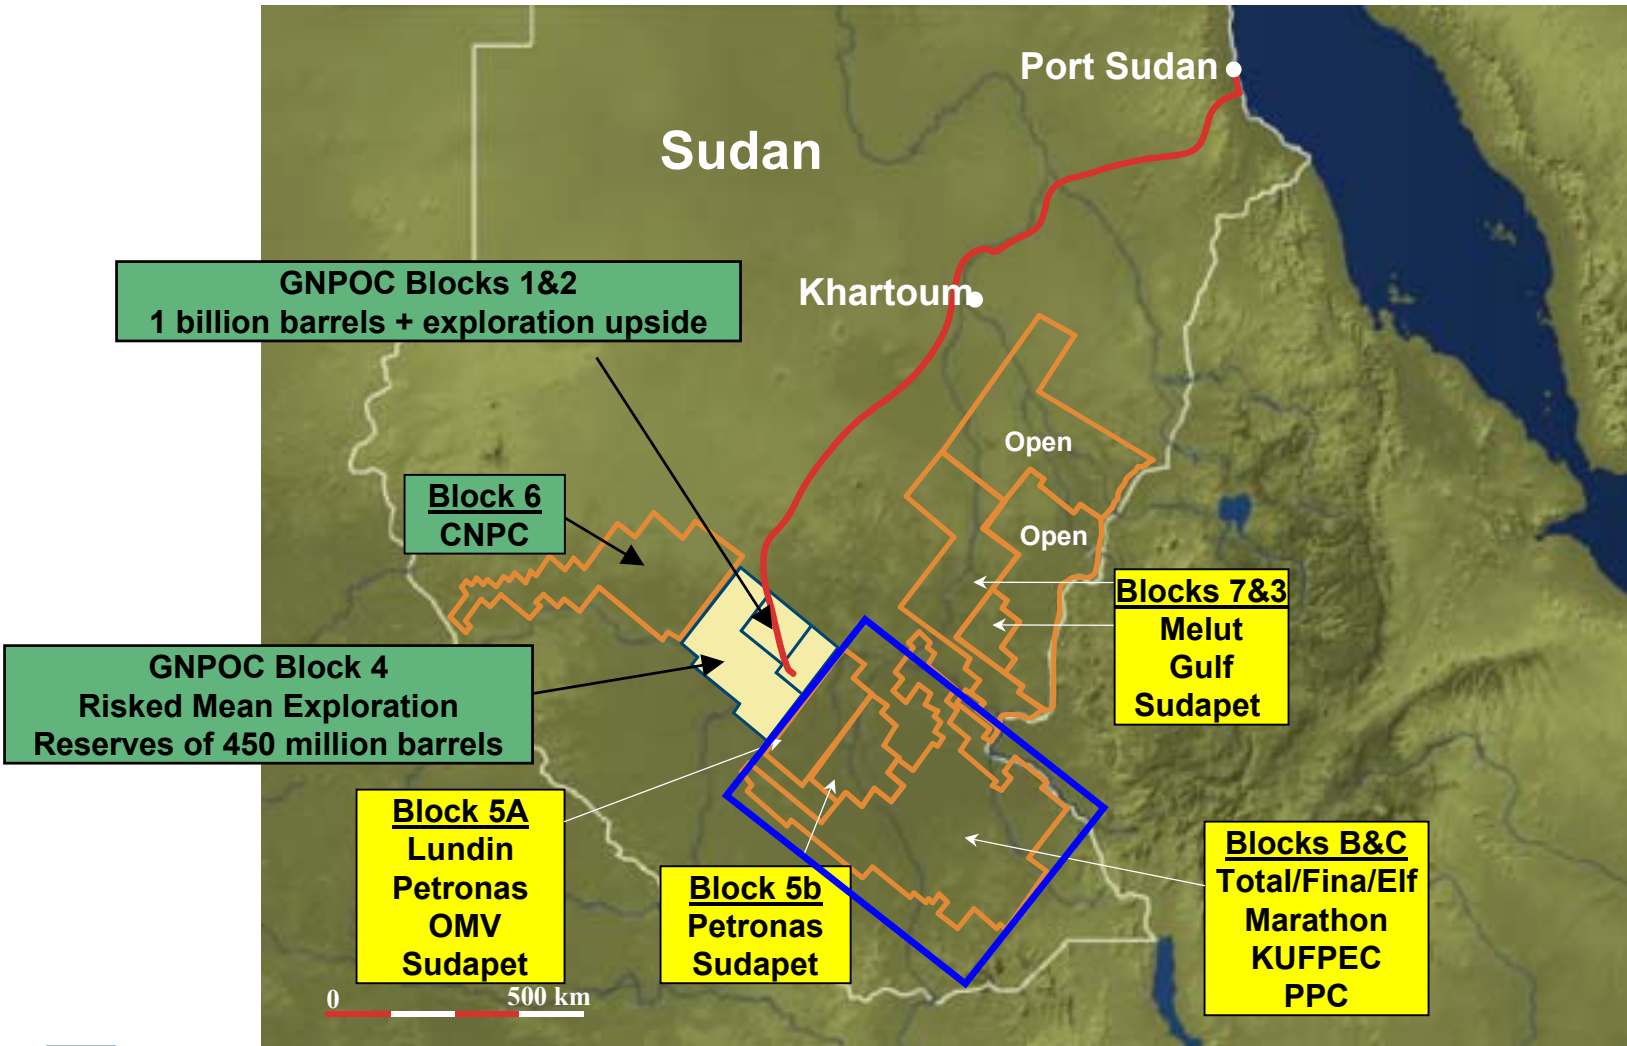 Port Sudan
Sudan
GNPOC Blocks 1&2
1 billion barrels + exploration upside
Khartoum
Open
Block 6
CNPC
Open
Blocks 7&3
Melut
Gulf
Sudapet
GNPOC Block 4
Risked Mean Exploration
Reserves of 450 million barrels
Block 5A
Lundin
Petronas
OMV
Sudapet
Block 5b
Petronas
Sudapet
Blocks B&C
Total/Fina/Elf
Marathon
KUFPEC
PPC
0 500 km